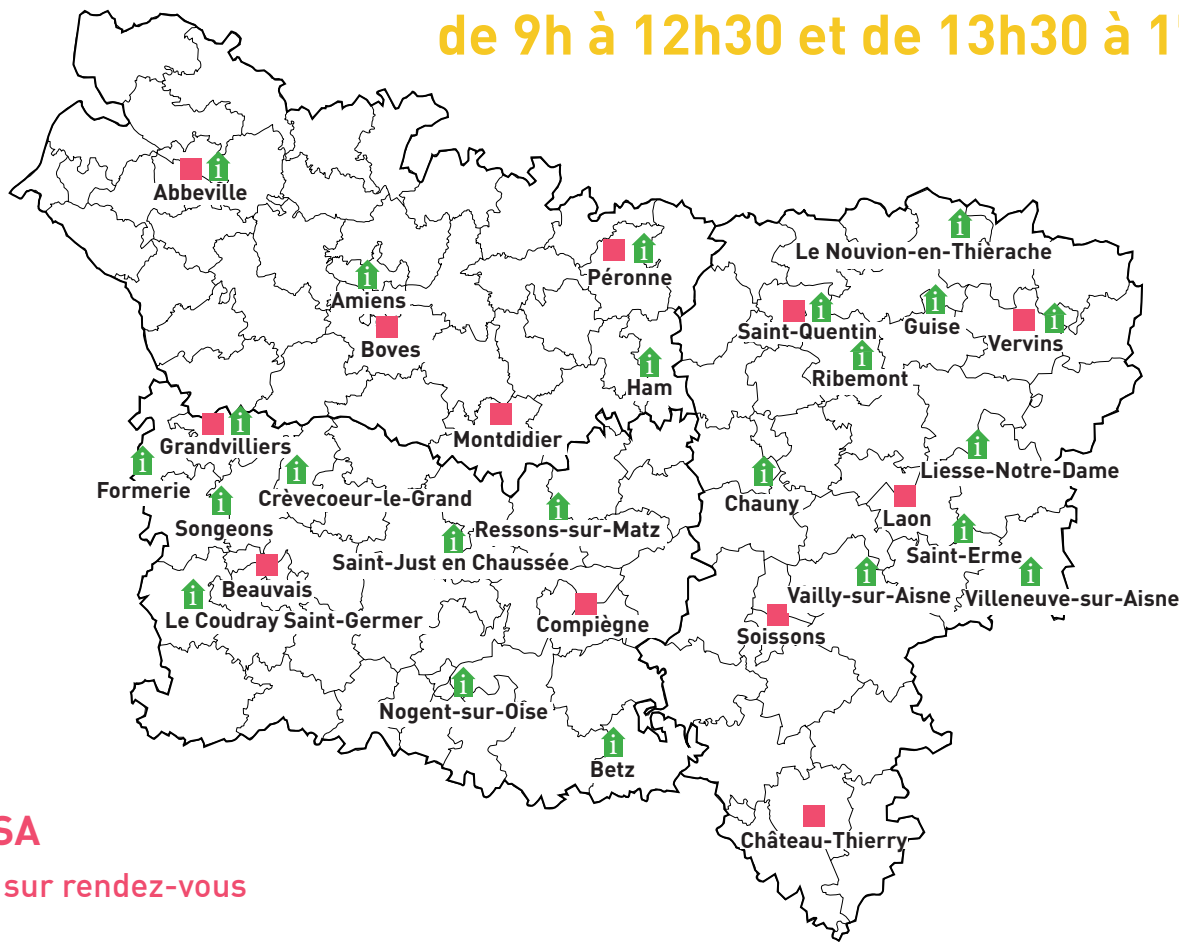 de 9h à 12h30 et de 13h30 à
Abbeville
Le Nouvion-en-Thiérache
Péronne
Amiens
Saint-Quentin
Guise
Vervins
Boves
Ribemont
Ham
Montdidier
Grandvilliers
Liesse-Notre-Dame
Formerie
Crèvecoeur-le-Grand
Chauny
Laon
Songeons
Ressons-sur-Matz
Saint-Just en Chaussée
Saint-Erme
Beauvais
Vailly-sur-Aisne
Villeneuve-sur-Aisne
Le Coudray Saint-Germer
Compiègne
Soissons
Nogent-sur-Oise
Betz
SA
Château-Thierry
sur rendez-vous